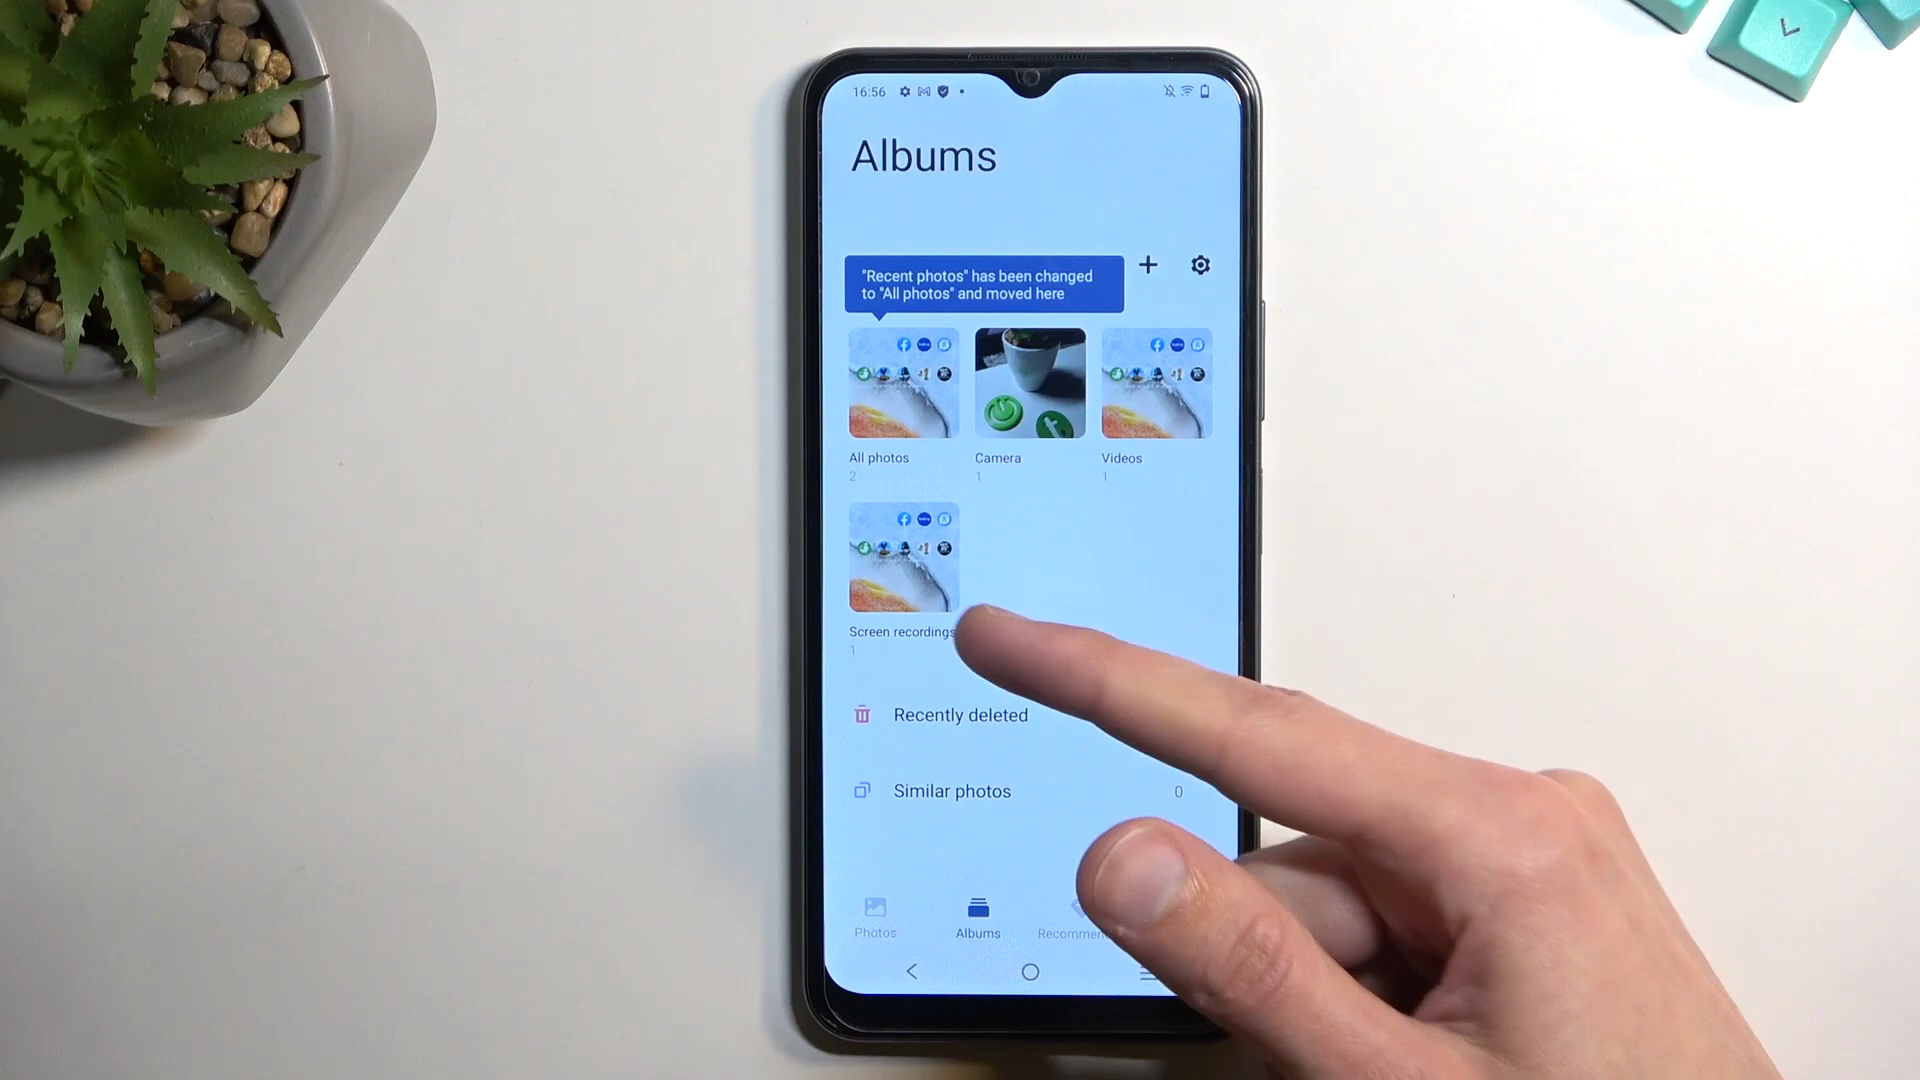 16:56
Albums
"Recent photos" has been changed
to "All photos" and moved here
All photos
2
Camera
1
Videos
1
Screen recordings
1
Recently deleted
Similar photos
0
Photos
Albums
Recommen